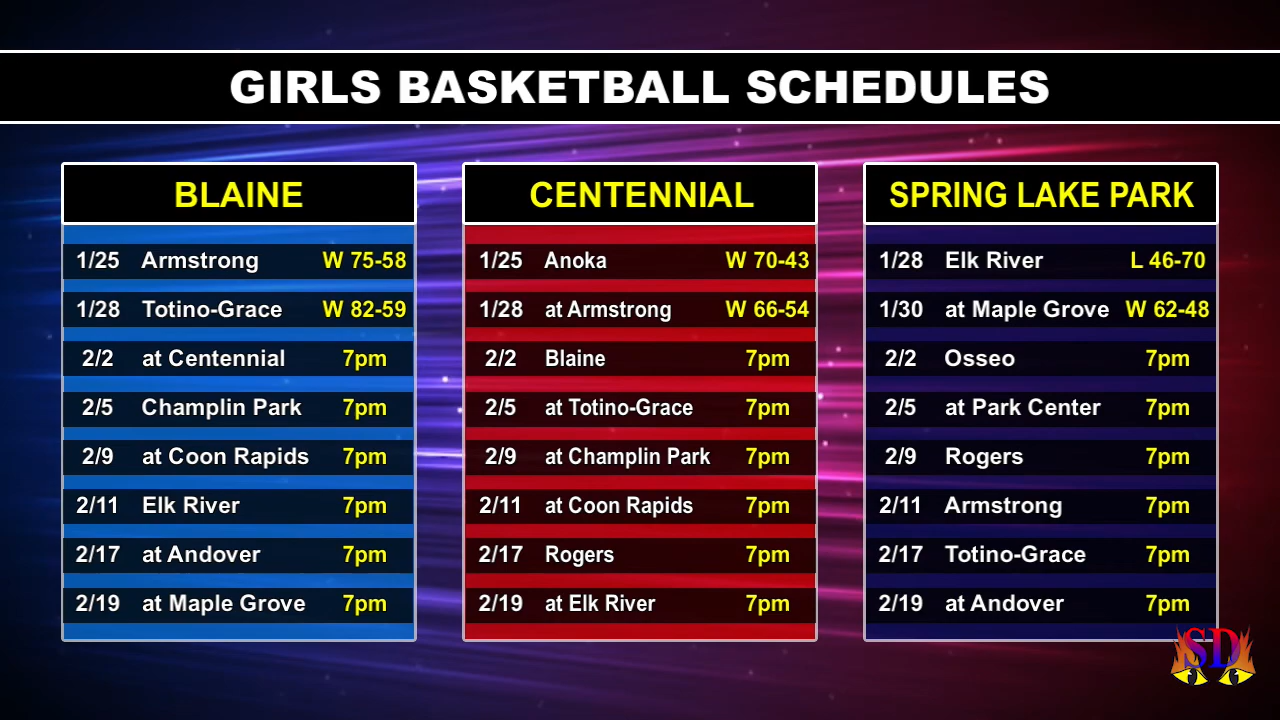 GIRLS BASKETBALL SCHEDULES
BLAINE
1/25 Armstrong W 75-58
1/28 Totino-Grace W 82-59
2/2 at Centennial 7pm
2/5 Champlin Park 7pm
2/9 at Coon Rapids 7pm
2/11 Elk River 7pm
2/17 at Andover 7pm
2/19 at Maple Grove 7pm
CENTENNIAL
1/25 Anoka W 70-43
1/28 at Armstrong W 66-54
2/2 Blaine 7pm
2/5 at Totino-Grace 7pm
2/9 at Champlin Park 7pm
2/11 at Coon Rapids 7pm
2/17 Rogers 7pm
2/19 at Elk River 7pm
SPRING LAKE PARK
1/28 Elk River L 46-70
1/30 at Maple Grove W 62-48
2/2 Osseo 7pm
2/5 at Park Center 7pm
2/9 Rogers 7pm
2/11 Armstrong 7pm
2/17 Totino-Grace 7pm
2/19 at Andover 7pm
SD